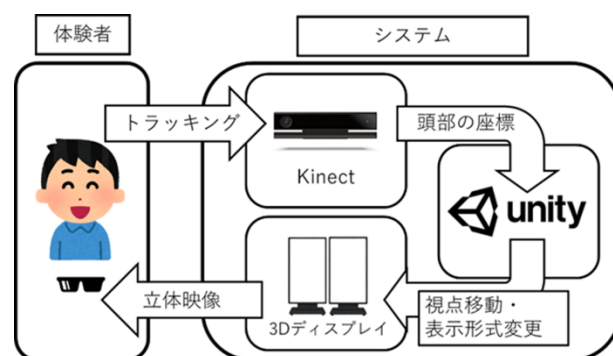 体験者
システム
トラッキング
頭部の座標
Kinect
unity
立体映像
3Dディスプレイ
視点移動・
表示形式変更